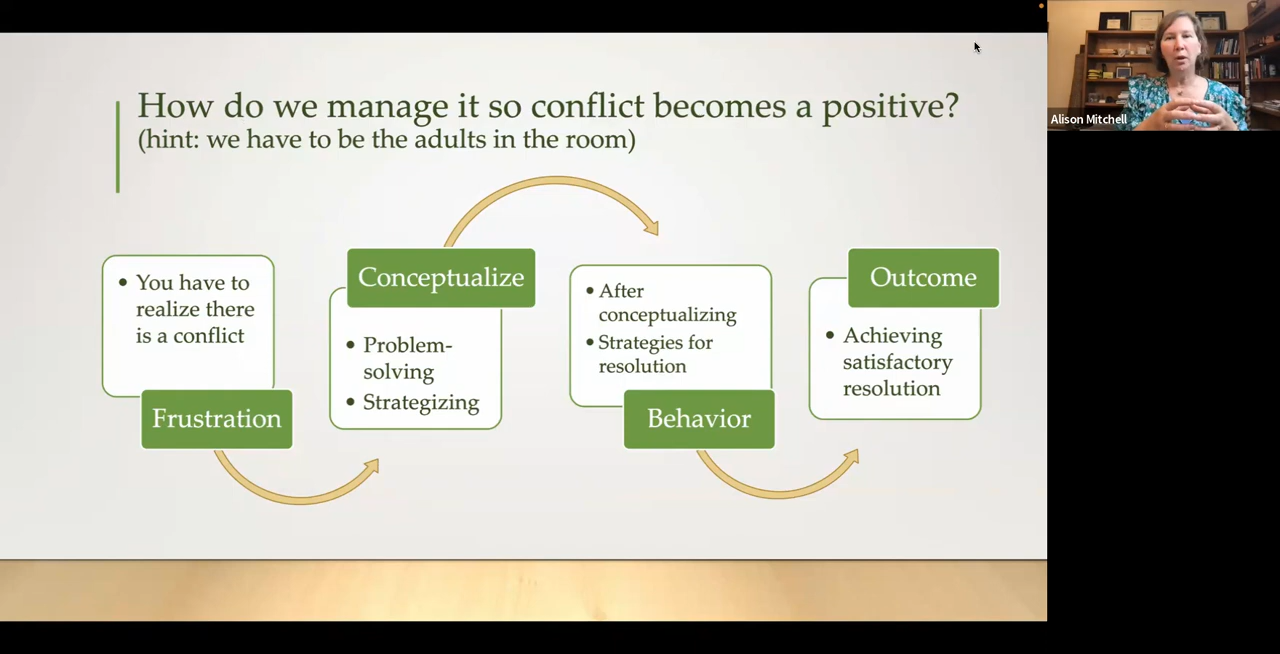 How do we manage it so conflict becomes a positive?
(hint: we have to be the adults in the room)
• You have to
realize there
is a conflict
Frustration
Conceptualize
• Problem-
solving
• Strategizing
• After
conceptualizing
• Strategies for
resolution
Behavior
Outcome
• Achieving
satisfactory
resolution
Alison Mitchell